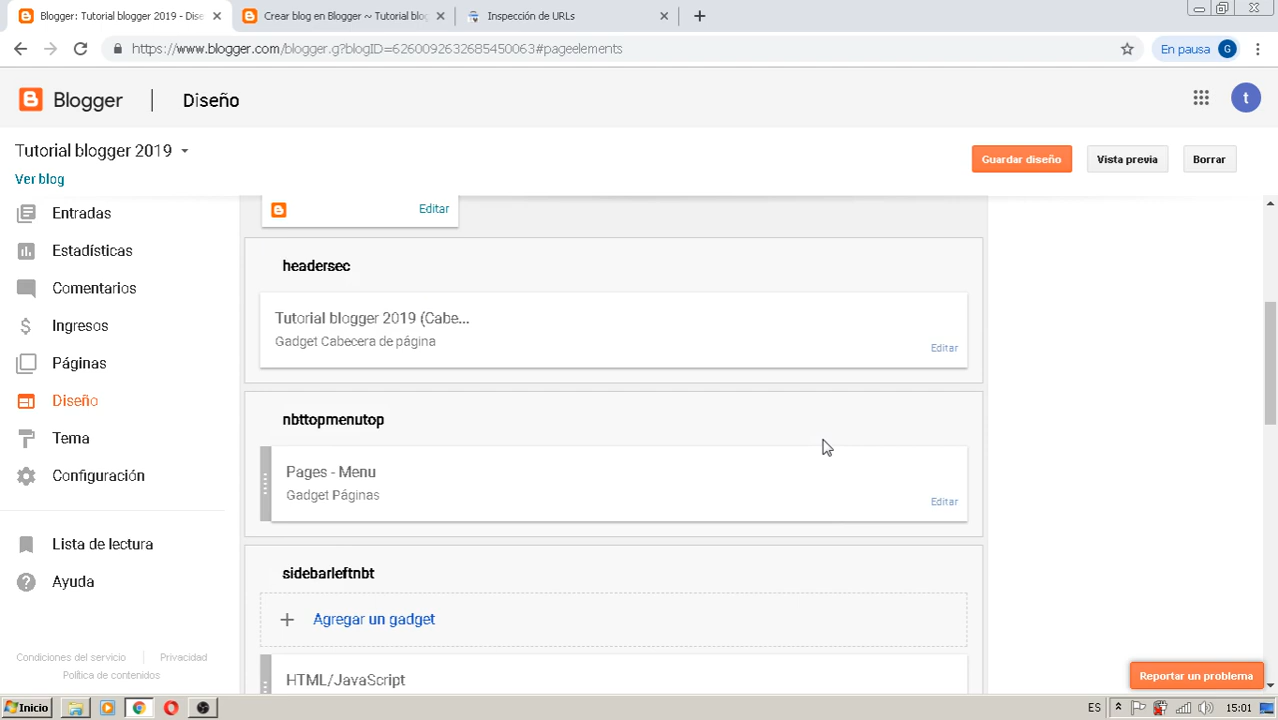 Blogger: Tutorial blogger 2019 - Dise
Crear blog en Blogger ~ Tutorial blo
Inspección de URLs
https://www.blogger.com/blogger.g?blogID=6260092632685450063#pageelements
En pausa
G
Blogger
Diseño
t
Tutorial blogger 2019
Ver blog
Guardar diseño
Vista previa
Borrar
Entradas
Estadísticas
Comentarios
Ingresos
Páginas
Diseño
Tema
Configuración
Lista de lectura
Ayuda
Condiciones del servicio
Privacidad
Política de contenidos
Editar
headersec
Tutorial blogger 2019 (Cabe...
Gadget Cabecera de página
Editar
nbttopmenutop
Pages - Menu
Gadget Páginas
Editar
sidebarleftnbt
+ Agregar un gadget
HTML/JavaScript
Reportar un problema
Inicio
ES
15:01